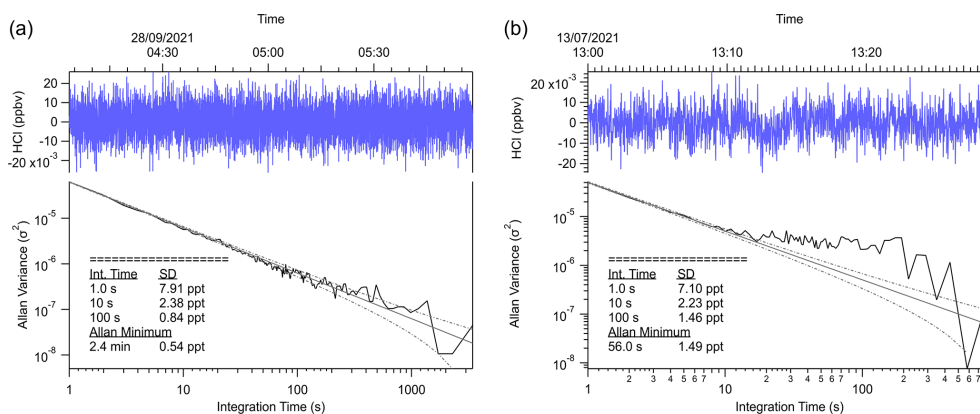 (a)
Time
28/09/2021
04:30 05:00 05:30
HCl (ppbv)
20
10
0
-10
-20 x10⁻³
Allan Variance (σ²)
10⁻⁵
10⁻⁶
10⁻⁷
10⁻⁸
Int. Time SD
1.0 s 7.91 ppt
10 s 2.38 ppt
100 s 0.84 ppt
Allan Minimum
2.4 min 0.54 ppt
1 10 100 1000
Integration Time (s)
(b)
Time
13/07/2021
13:00 13:10 13:20
HCl (ppbv)
20 x10⁻³
10
0
-10
-20
Allan Variance (σ²)
10⁻⁵
10⁻⁶
10⁻⁷
10⁻⁸
Int. Time SD
1.0 s 7.10 ppt
10 s 2.23 ppt
100 s 1.46 ppt
Allan Minimum
56.0 s 1.49 ppt
1 2 3 4 5 6 7 10 2 3 4 5 6 7 100 2 3 4 5 6 7
Integration Time (s)